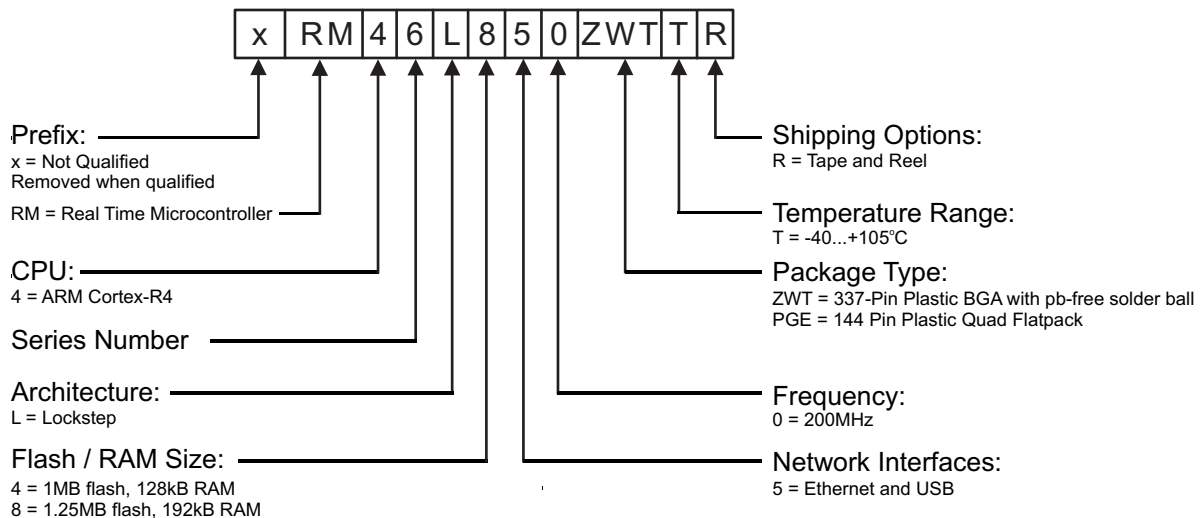 x RM 4 6 L 8 5 0 ZWT T R
Prefix:
x = Not Qualified
Removed when qualified
RM = Real Time Microcontroller
CPU:
4 = ARM Cortex-R4
Series Number
Architecture:
L = Lockstep
Flash / RAM Size:
4 = 1MB flash, 128kB RAM
8 = 1.25MB flash, 192kB RAM
Shipping Options:
R = Tape and Reel
Temperature Range:
T = -40...+105°C
Package Type:
ZWT = 337-Pin Plastic BGA with pb-free solder ball
PGE = 144 Pin Plastic Quad Flatpack
Frequency:
0 = 200MHz
Network Interfaces:
5 = Ethernet and USB